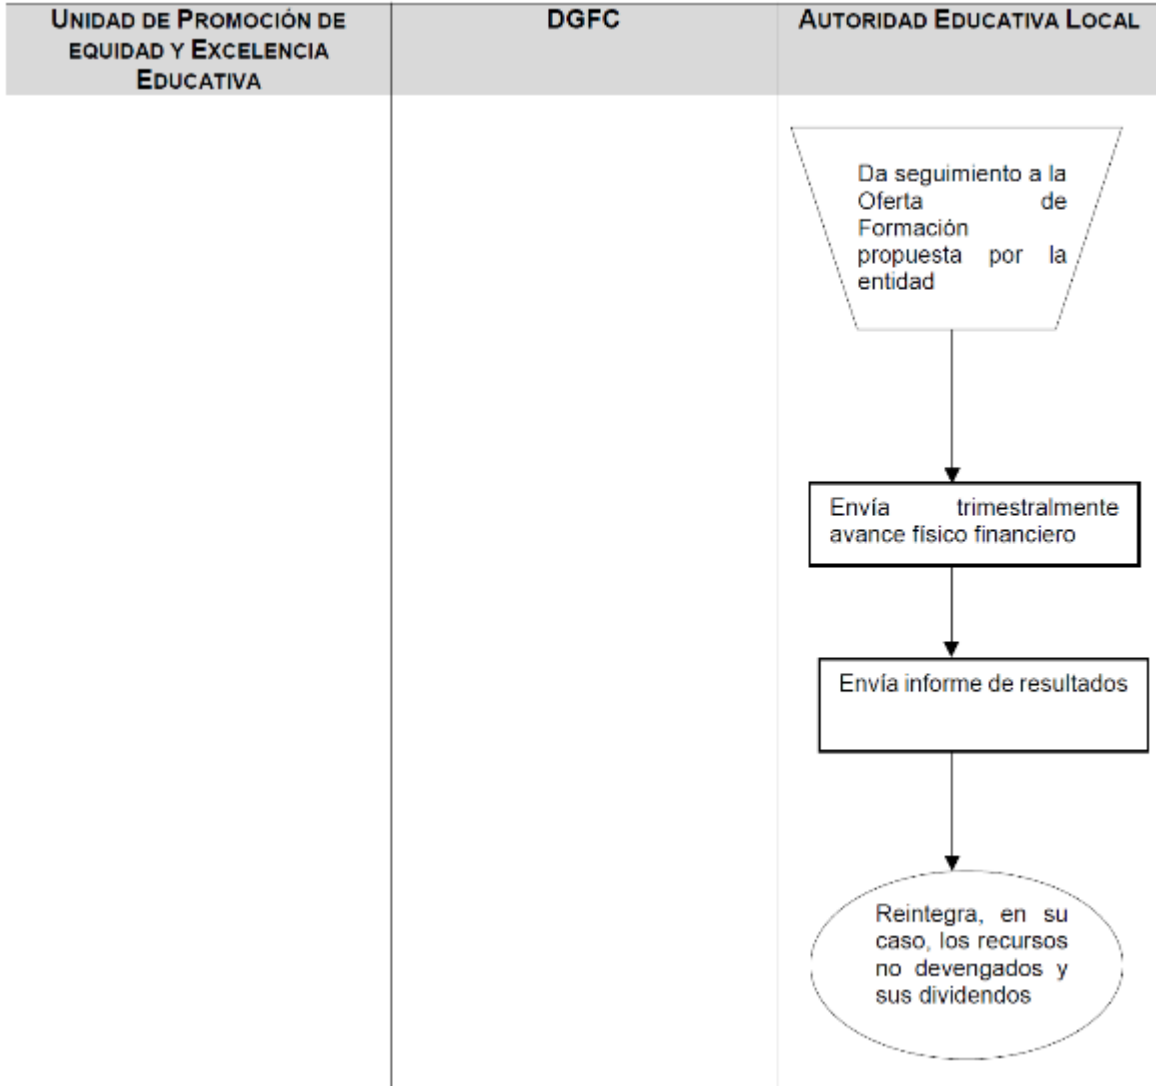 UNIDAD DE PROMOCIÓN DE
EQUIDAD Y EXCELENCIA
EDUCATIVA
DGFC
AUTORIDAD EDUCATIVA LOCAL
Da seguimiento a la
Oferta de
Formación
propuesta por la
entidad
Envía trimestralmente
avance físico financiero
Envía informe de resultados
Reintegra, en su
caso, los recursos
no devengados y
sus dividendos